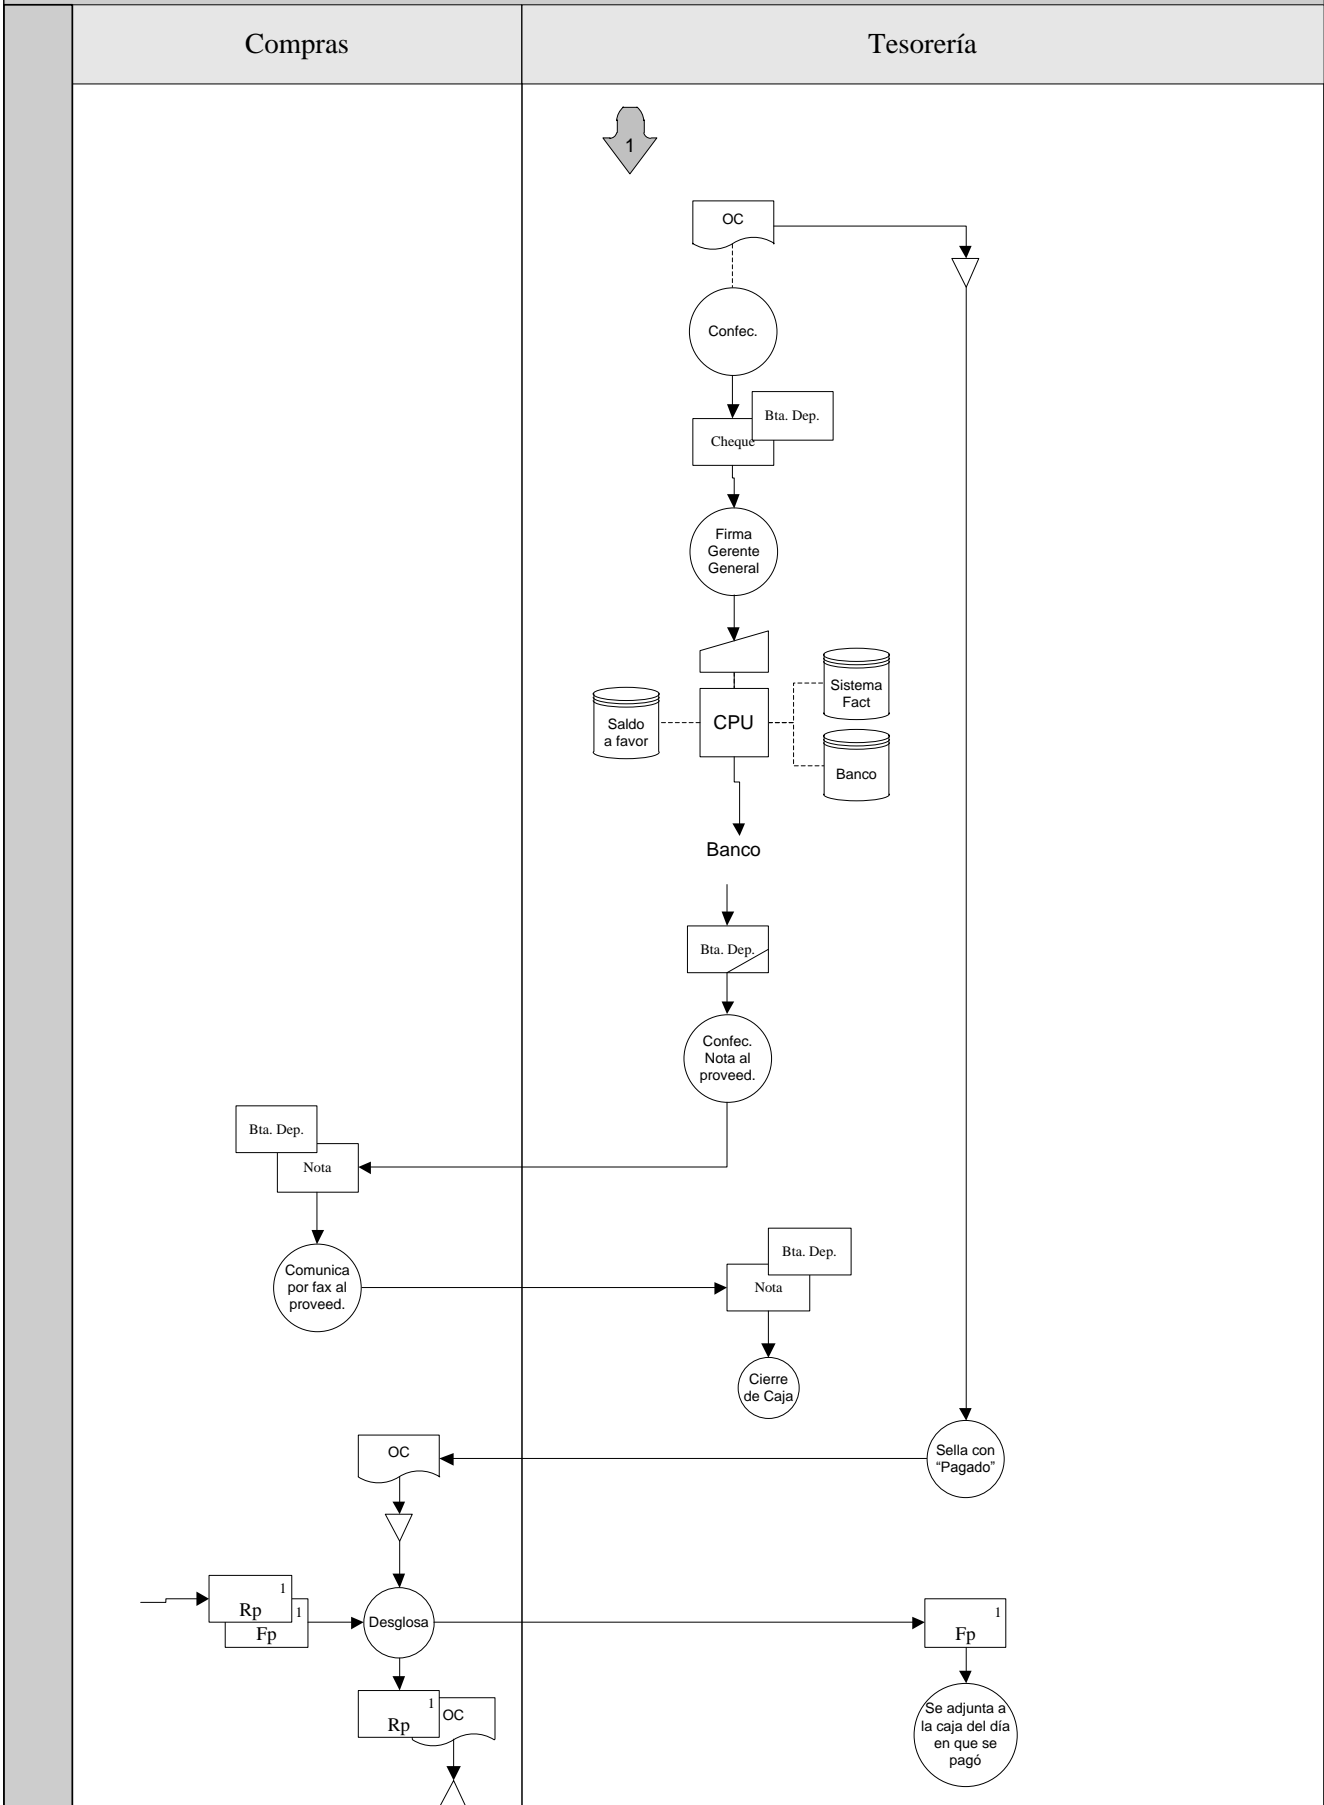 Compras
Tesorería
1
OC
Confec.
Bta. Dep.
Cheque
Firma
Gerente
General
Sistema
Fact
Saldo
a favor
CPU
Banco
Banco
Bta. Dep.
Confec.
Nota al
proveed.
Bta. Dep.
Nota
Comunica
por fax al
proveed.
Bta. Dep.
Nota
Cierre
de Caja
OC
Sella con
“Pagado”
1
Rp
1
Fp
Desglosa
1
Fp
1
Rp
OC
Se adjunta a
la caja del día
en que se
pagó